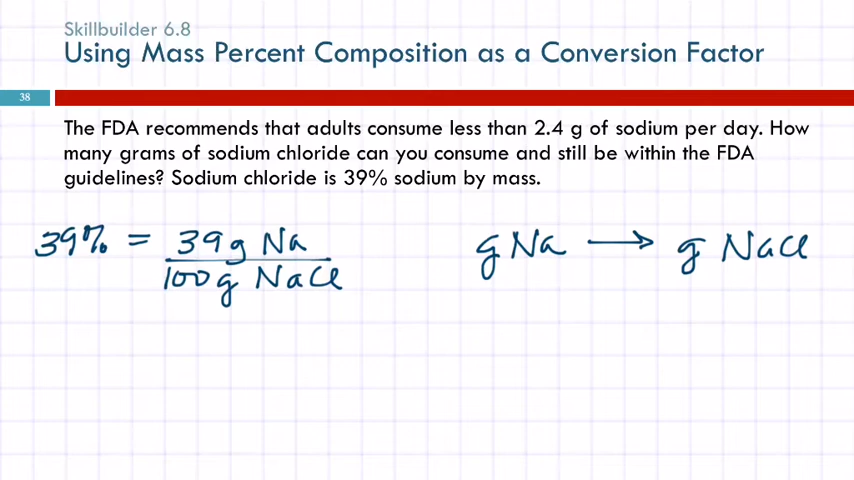 Skillbuilder 6.8
Using Mass Percent Composition as a Conversion Factor
38
The FDA recommends that adults consume less than 2.4 g of sodium per day. How
many grams of sodium chloride can you consume and still be within the FDA
guidelines? Sodium chloride is 39% sodium by mass.
39% = 39g Na
100g NaCl
g Na → g NaCl